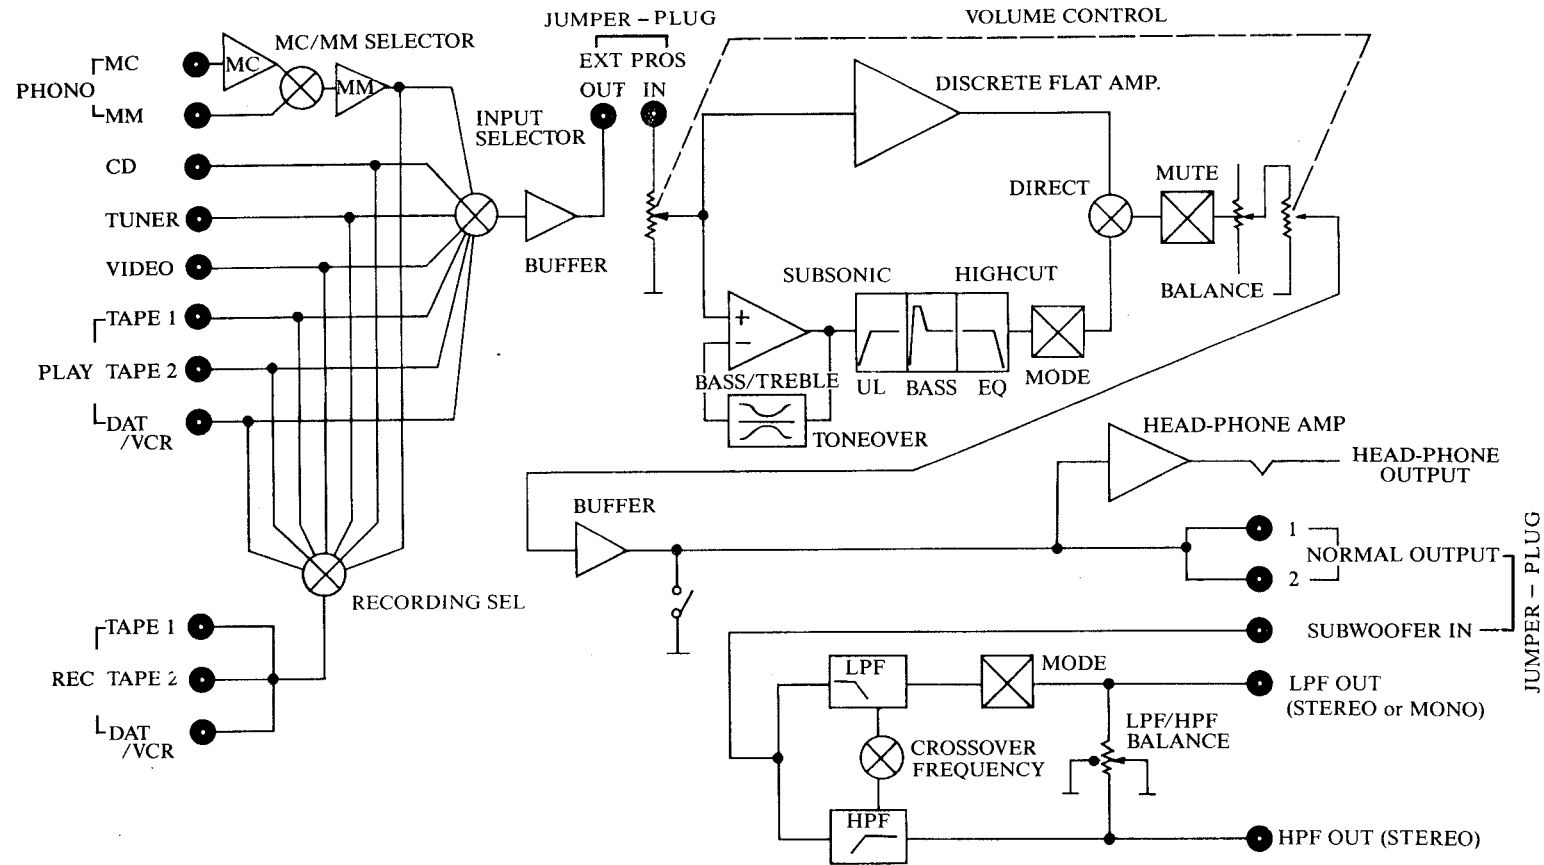 JUMPER – PLUG
VOLUME CONTROL
MC/MM SELECTOR
EXT PROS
OUT IN
PHONO
MC
MC
MM
MM
DISCRETE FLAT AMP.
INPUT
SELECTOR
CD
TUNER
VIDEO
BUFFER
DIRECT
MUTE
BALANCE
SUBSONIC
HIGHCUT
PLAY
TAPE 1
TAPE 2
DAT
/VCR
+
−
BASS/TREBLE
UL
BASS
EQ
MODE
TONEOVER
HEAD-PHONE AMP
HEAD-PHONE
OUTPUT
BUFFER
1
NORMAL OUTPUT
2
JUMPER – PLUG
RECORDING SEL
SUBWOOFER IN
REC
TAPE 1
TAPE 2
DAT
/VCR
LPF
MODE
LPF OUT
(STEREO or MONO)
LPF/HPF
BALANCE
CROSSOVER
FREQUENCY
HPF
HPF OUT (STEREO)